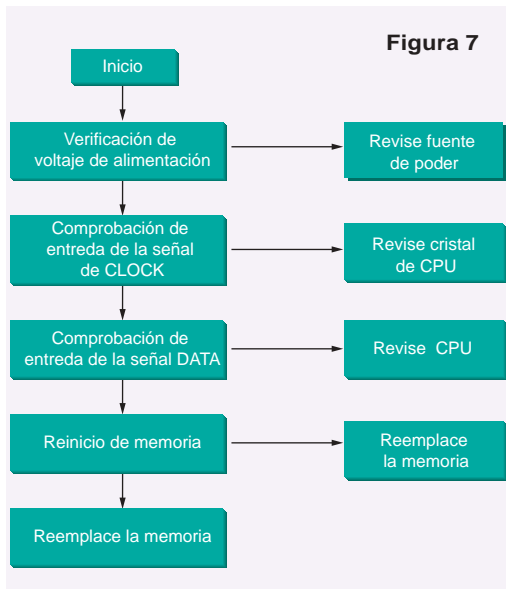 Figura 7
Inicio
Verificación de
voltaje de alimentación
Revise fuente
de poder
Comprobación de
entreda de la señal
de CLOCK
Revise cristal
de CPU
Comprobación de
entreda de la señal DATA
Revise CPU
Reinicio de memoria
Reemplace
la memoria
Reemplace la memoria